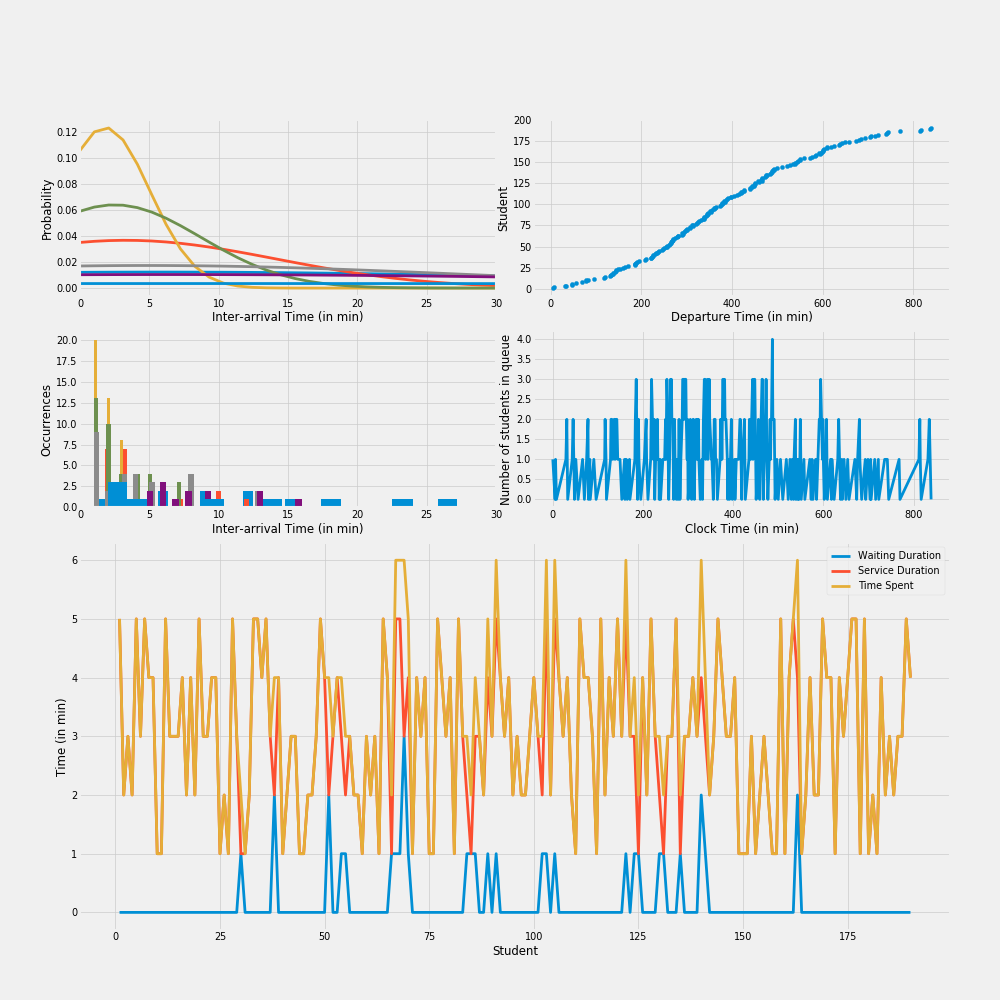 0.12
0.10
0.08
0.06
0.04
0.02
0.00
Probability
0 5 10 15 20 25 30
Inter-arrival Time (in min)
200
175
150
125
100
75
50
25
0
Student
0 200 400 600 800
Departure Time (in min)
20.0
17.5
15.0
12.5
10.0
7.5
5.0
2.5
0.0
Occurrences
0 5 10 15 20 25 30
Inter-arrival Time (in min)
4.0
3.5
3.0
2.5
2.0
1.5
1.0
0.5
0.0
Number of students in queue
0 200 400 600 800
Clock Time (in min)
Waiting Duration
Service Duration
Time Spent
6
5
4
3
2
1
0
Time (in min)
0 25 50 75 100 125 150 175
Student